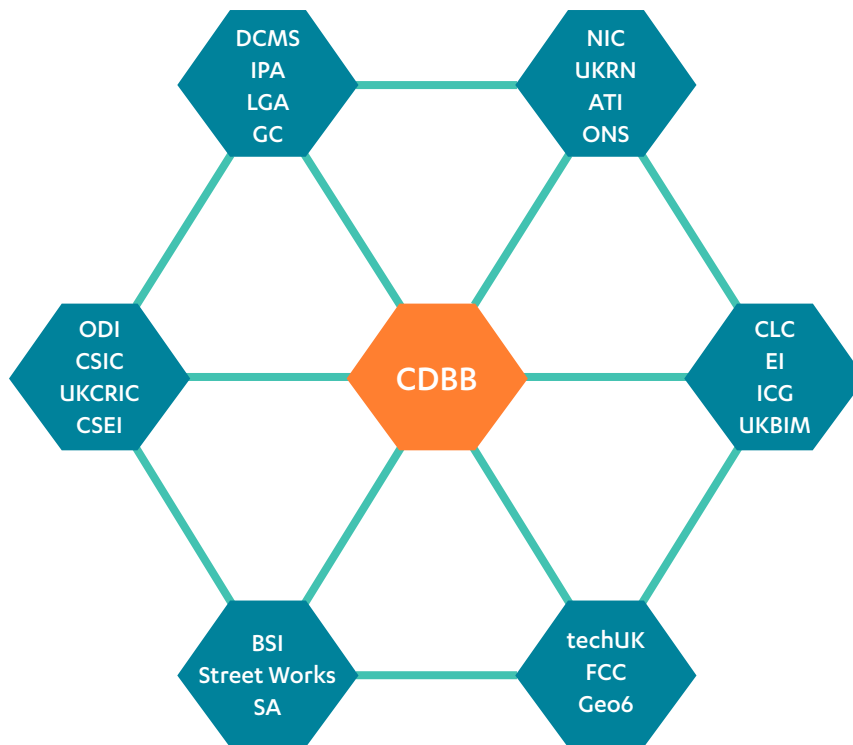 DCMS
IPA
LGA
GC
NIC
UKRN
ATI
ONS
ODI
CSIC
UKCRIC
CSEI
CDBB
CLC
EI
ICG
UKBIM
BSI
Street Works
SA
techUK
FCC
Geo6